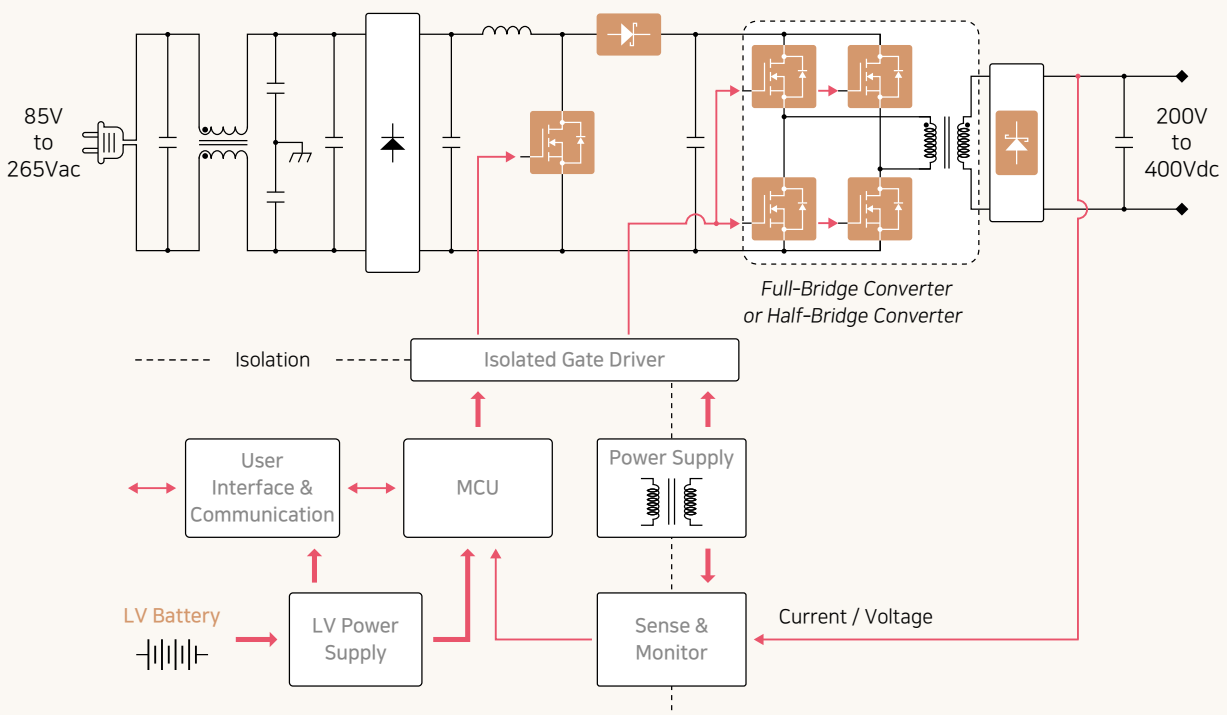 85V
to
265Vac
200V
to
400Vdc
Full-Bridge Converter
or Half-Bridge Converter
Isolation
Isolated Gate Driver
User
Interface &
Communication
MCU
Power Supply
LV Battery
LV Power
Supply
Sense &
Monitor
Current / Voltage